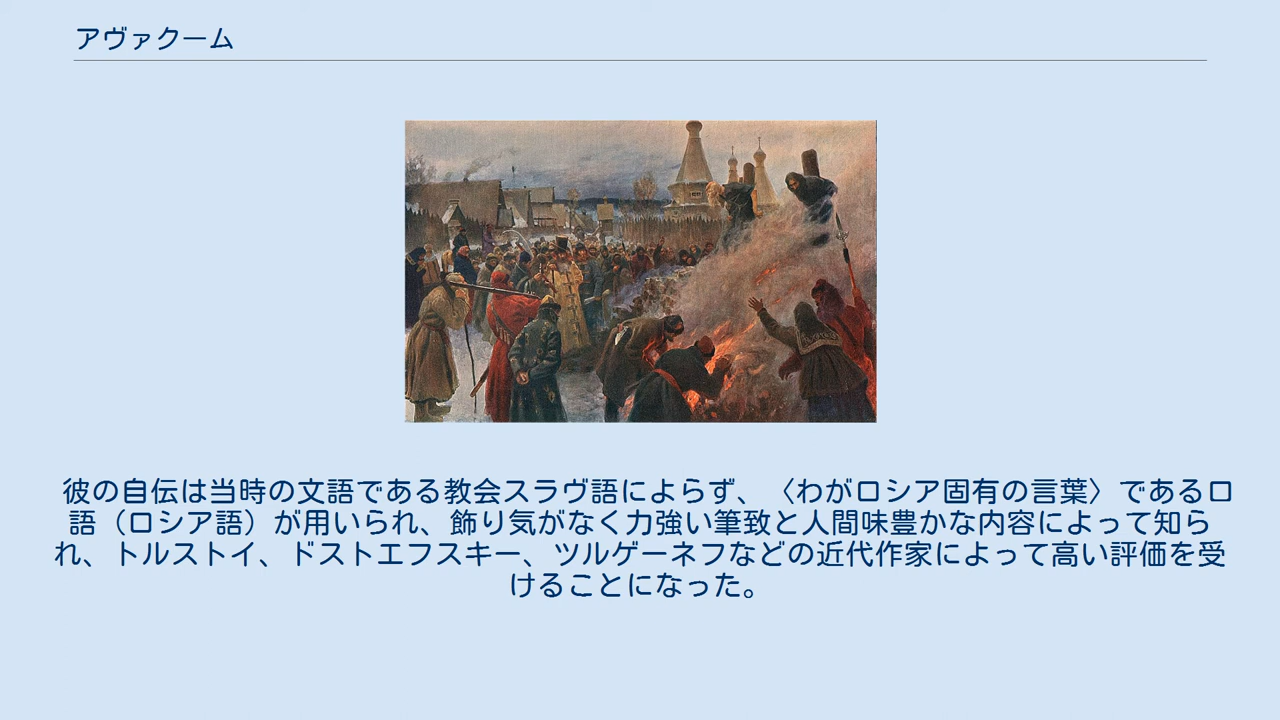 アヴァクーム
彼の自伝は当時の文語である教会スラヴ語によらず、〈わがロシア固有の言葉〉である口
語（ロシア語）が用いられ、飾り気がなく力強い筆致と人間味豊かな内容によって知ら
れ、トルストイ、ドストエフスキー、ツルゲーネフなどの近代作家によって高い評価を受
けることになった。